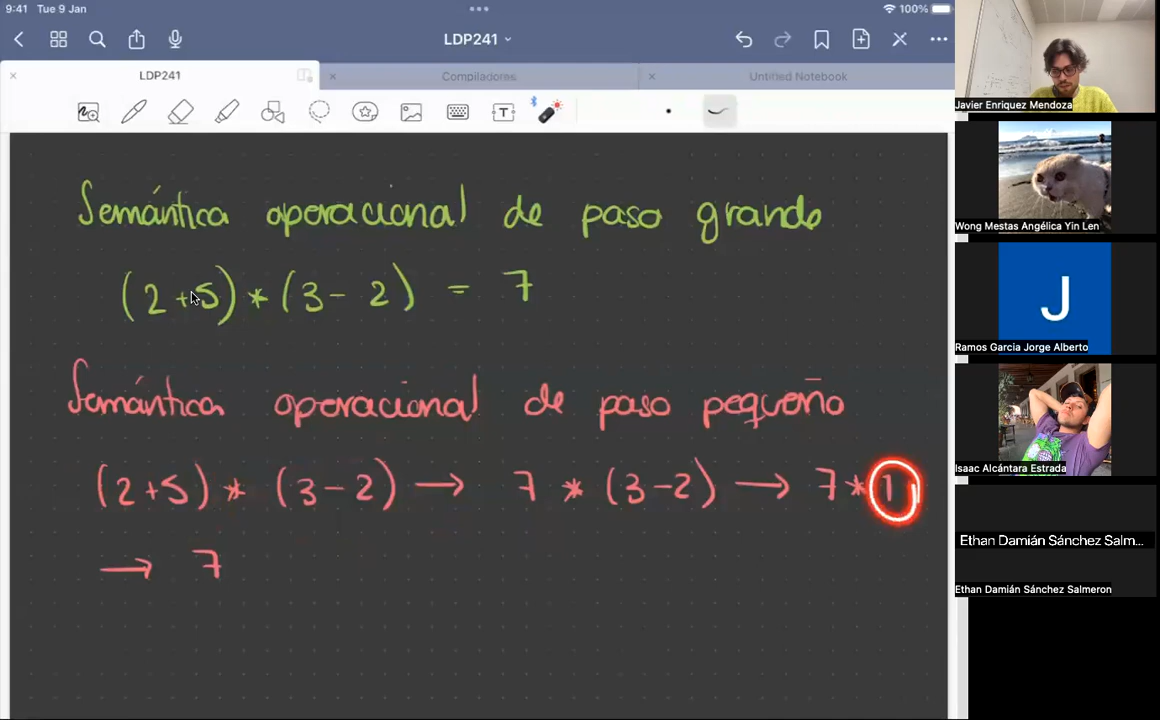 9:41 Tue 9 Jan
100%
LDP241
LDP241
Compiladores
Untitled Notebook
T
Semántica operacional de paso grande
(2+5)*(3-2) = 7
Semántica operacional de paso pequeño
(2+5)*(3-2) → 7*(3-2) → 7*1
→ 7
Javier Enriquez Mendoza
Wong Mestas Angélica Yin Len
J
Ramos Garcia Jorge Alberto
Isaac Alcántara Estrada
Ethan Damián Sánchez Salm...
Ethan Damián Sánchez Salmeron